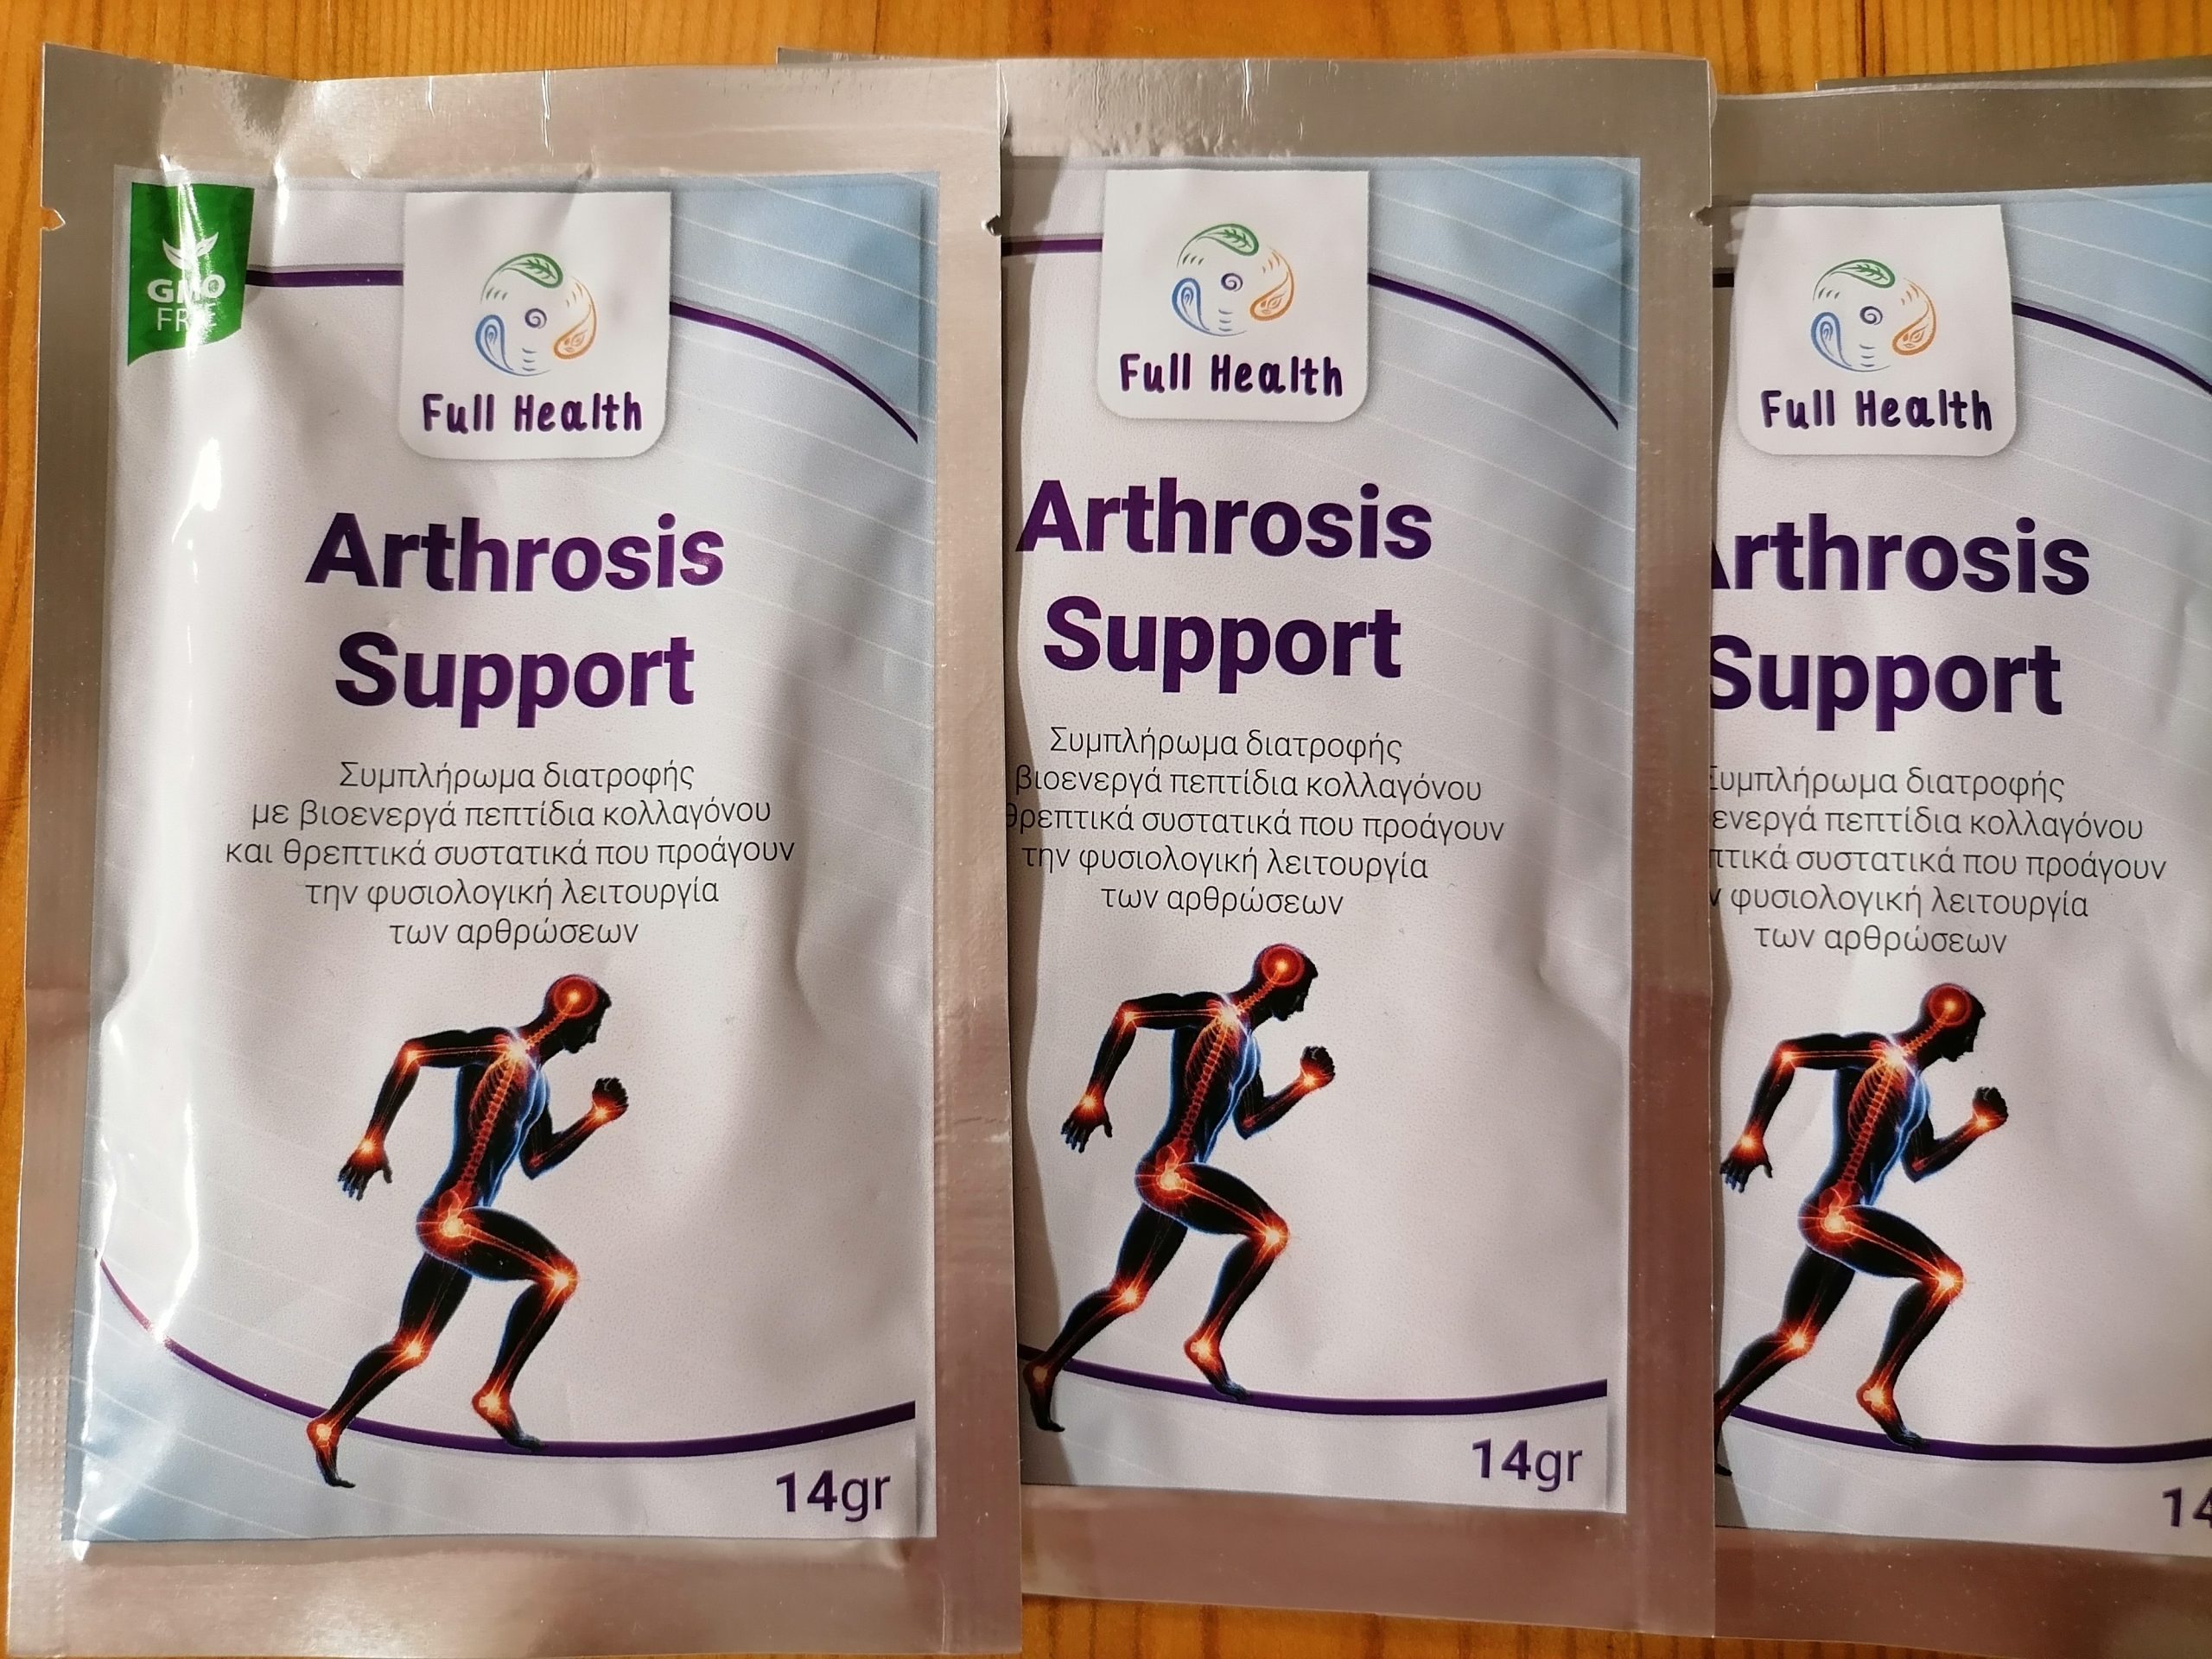 GMO
FREE
Full Health
Arthrosis
Support
Συμπλήρωμα διατροφής
με βιοενεργά πεπτίδια κολλαγόνου
και θρεπτικά συστατικά που προάγουν
την φυσιολογική λειτουργία
των αρθρώσεων
14gr
Full Health
Arthrosis
Support
Συμπλήρωμα διατροφής
βιοενεργά πεπτίδια κολλαγόνου
θρεπτικά συστατικά που προάγουν
την φυσιολογική λειτουργία
των αρθρώσεων
14gr
Full Health
Arthrosis
Support
Συμπλήρωμα διατροφής
ενεργά πεπτίδια κολλαγόνου
πτικά συστατικά που προάγουν
φυσιολογική λειτουργία
των αρθρώσεων
14